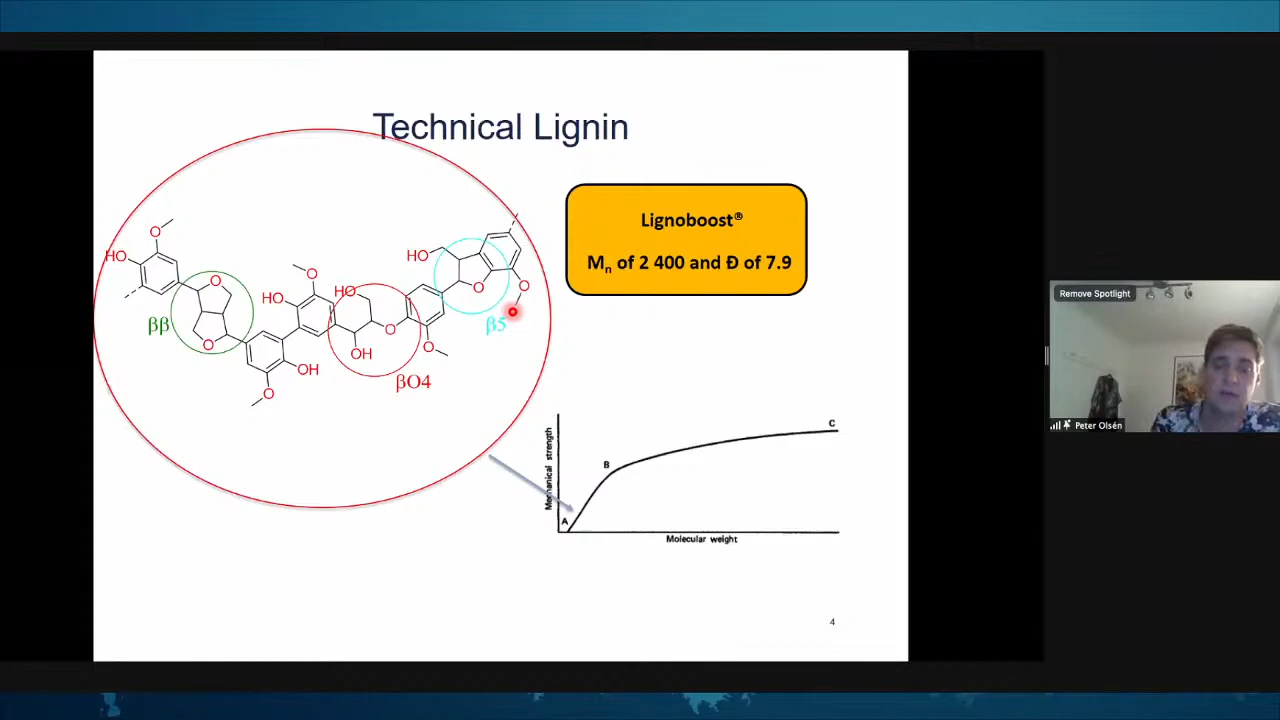 Technical Lignin
Lignoboost®
Mn of 2 400 and Đ of 7.9
HO
O
O
O
HO
O
HO
O
OH
O
OH
O
O
HO
O
O
ββ
βO4
β5
Mechanical strength
A
B
C
Molecular weight
4
Remove Spotlight
Peter Olsén